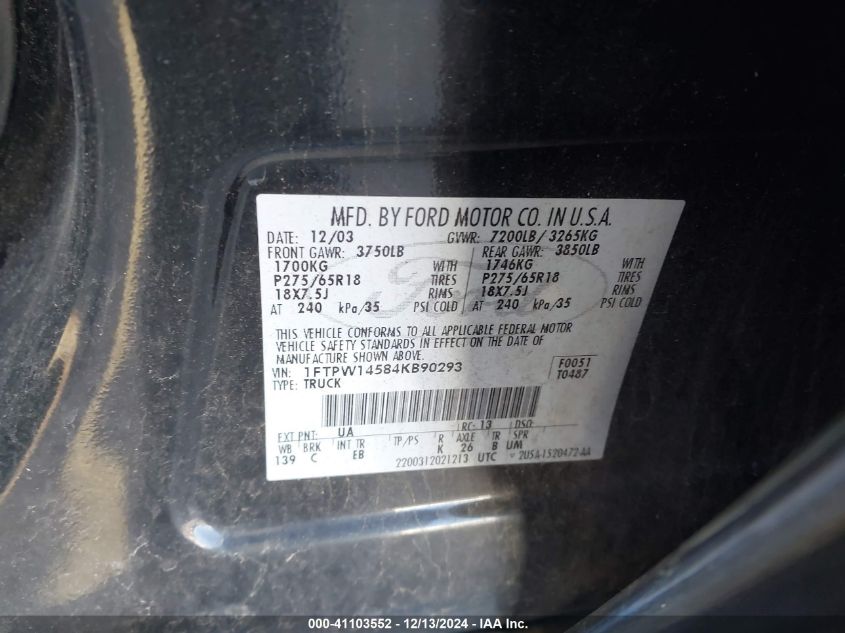 MFD. BY FORD MOTOR CO. IN U.S.A.
DATE: 12/03 GVWR: 7200LB/ 3265KG
FRONT GAWR: 3750LB REAR GAWR: 3850LB
1700KG WITH 1746KG WITH
P275/65R18 TIRES P275/65R18 TIRES
18X7.5J RIMS 18X7.5J RIMS
AT 240 kPa/35 PSI COLD AT 240 kPa/35 PSI COLD
THIS VEHICLE CONFORMS TO ALL APPLICABLE FEDERAL MOTOR
VEHICLE SAFETY STANDARDS IN EFFECT ON THE DATE OF
MANUFACTURE SHOWN ABOVE.
VIN: 1FTPW14584KB90293 F0051
TYPE: TRUCK T0487
EXT PNT: UA RC: 13 DSO:
WB BRK INT TR TP/PS R AXLE TR SPR
139 C EB K 26 B UM
2200312021213 UTC 2U5A-1520472-AA
Ford
000-41103552 - 12/13/2024 - IAA Inc.